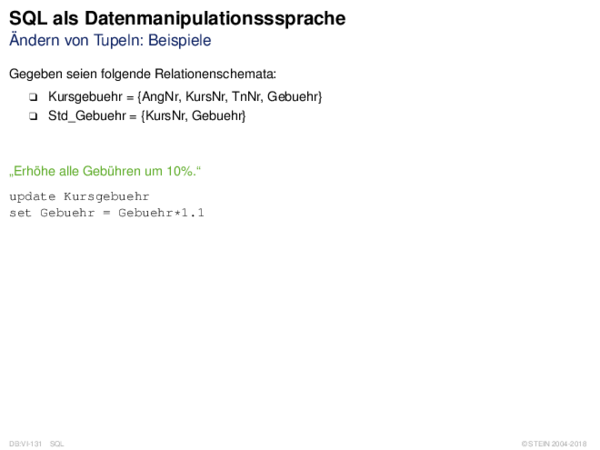 SQL als Datenmanipulationsssprache
Ändern von Tupeln: Beispiele
Gegeben seien folgende Relationenschemata:
❑ Kursgebuehr = {AngNr, KursNr, TnNr, Gebuehr}
❑ Std_Gebuehr = {KursNr, Gebuehr}
„Erhöhe alle Gebühren um 10%.“
update Kursgebuehr
set Gebuehr = Gebuehr*1.1
DB:VI-131 SQL
© STEIN 2004-2018